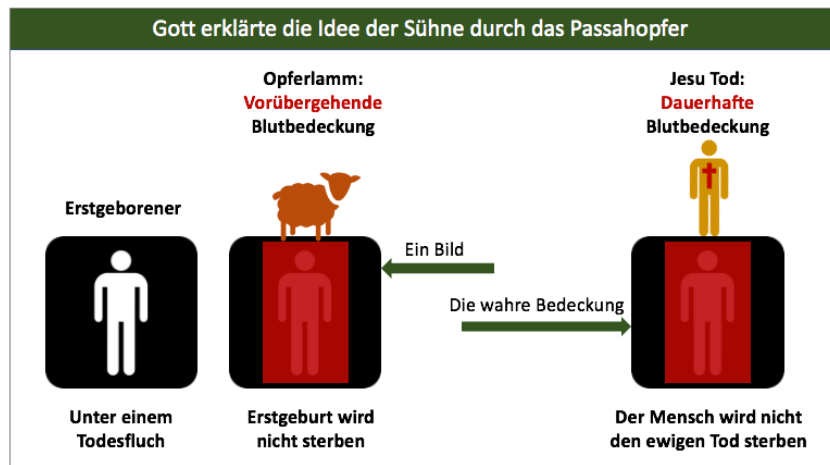 Gott erklärte die Idee der Sühne durch das Passahopfer
Opferlamm:
Vorübergehende
Blutbedeckung
Jesu Tod:
Dauerhafte
Blutbedeckung
Erstgeborener
Ein Bild
Die wahre Bedeckung
Unter einem
Todesfluch
Erstgeburt wird
nicht sterben
Der Mensch wird nicht
den ewigen Tod sterben